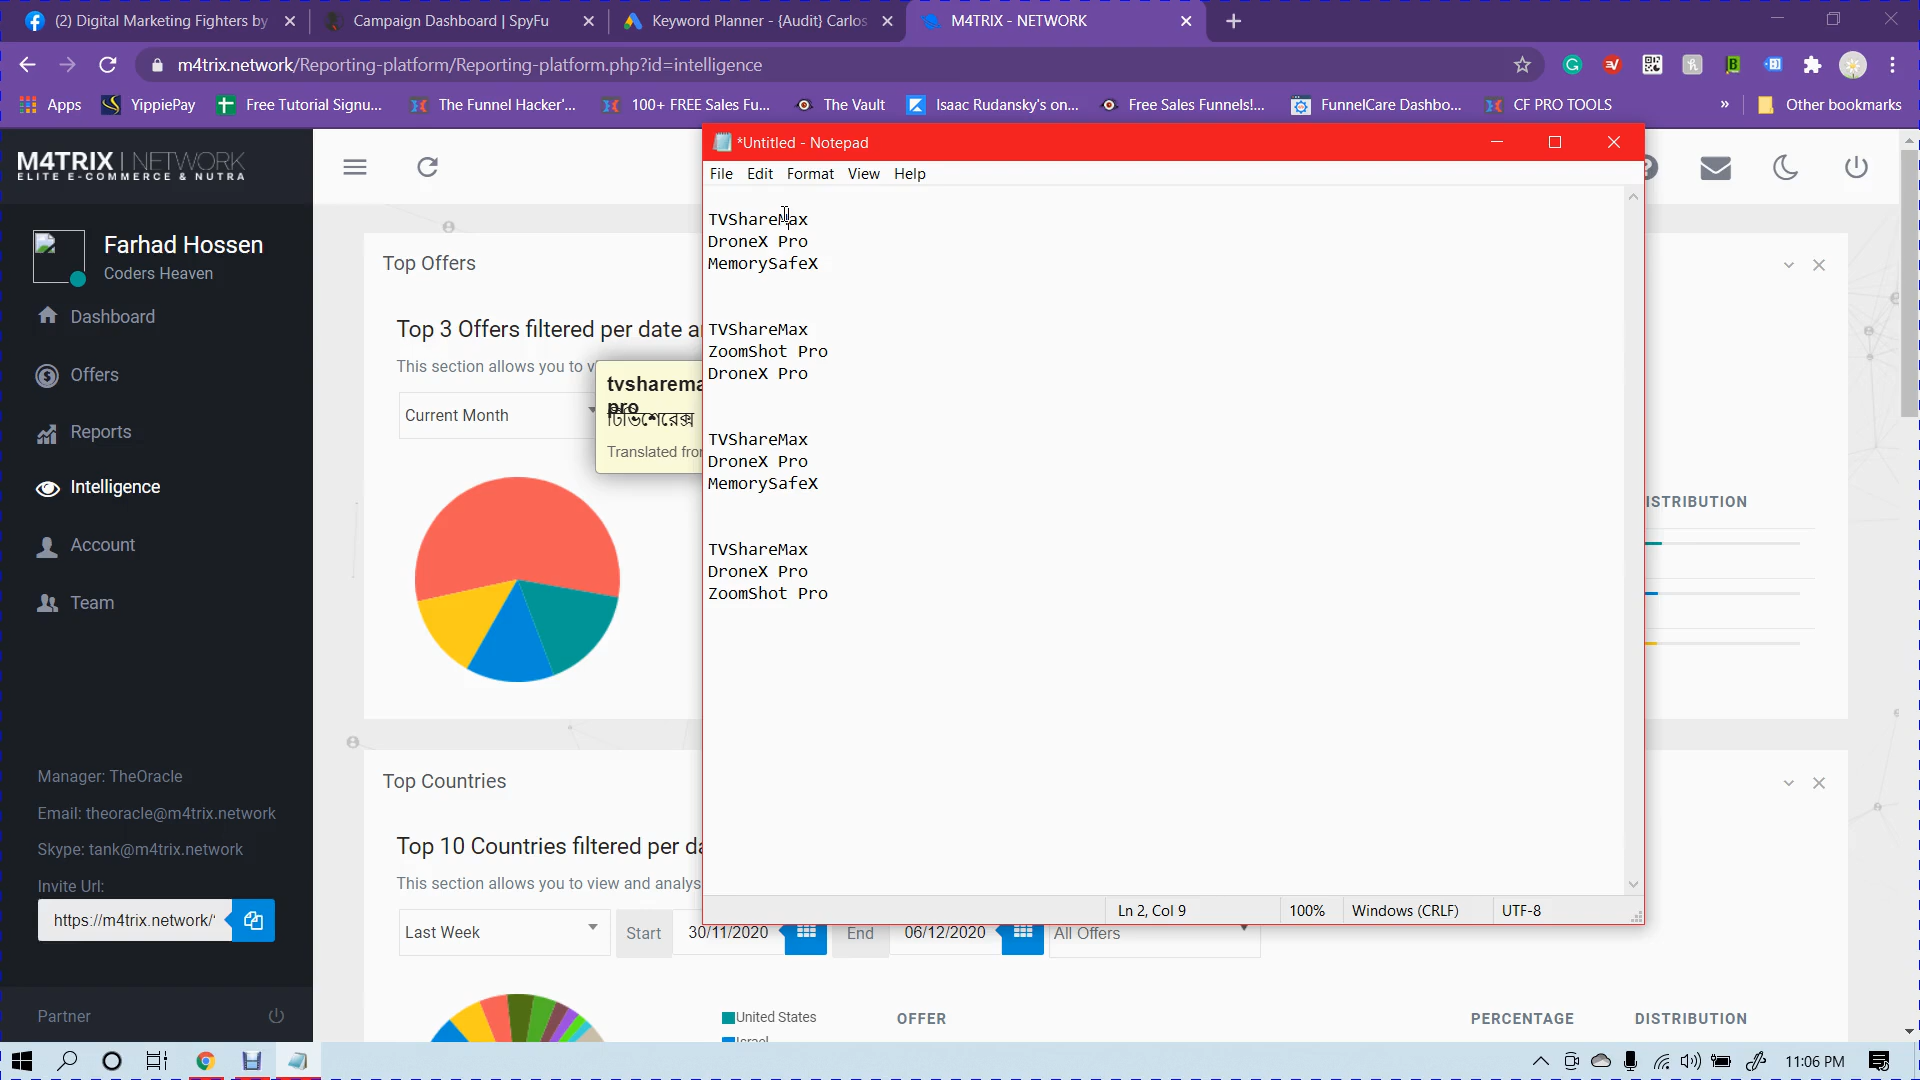 (2) Digital Marketing Fighters by
Campaign Dashboard | SpyFu
Keyword Planner - {Audit} Carlos
M4TRIX - NETWORK
m4trix.network/Reporting-platform/Reporting-platform.php?id=intelligence
Apps
YippiePay
Free Tutorial Signu...
The Funnel Hacker'...
100+ FREE Sales Fu...
The Vault
Isaac Rudansky's on...
Free Sales Funnels!...
FunnelCare Dashbo...
CF PRO TOOLS
»
Other bookmarks
M4TRIX | NETWORK
ELITE E-COMMERCE & NUTRA
Farhad Hossen
Coders Heaven
Dashboard
Offers
Reports
Intelligence
Account
Team
Manager: TheOracle
Email: theoracle@m4trix.network
Skype: tank@m4trix.network
Invite Url:
https://m4trix.network/
Partner
Top Offers
Top 3 Offers filtered per date
This section allows you to
Current Month
pro
Translated
*Untitled - Notepad
File Edit Format View Help
TVShareMax
DroneX Pro
MemorySafeX
TVShareMax
ZoomShot Pro
DroneX Pro
TVShareMax
DroneX Pro
MemorySafeX
TVShareMax
DroneX Pro
ZoomShot Pro
Ln 2, Col 9
100%
Windows (CRLF)
UTF-8
ISTRIBUTION
Top Countries
Top 10 Countries filtered per
This section allows you to view and
Last Week
Start
30/11/2020
End
06/12/2020
All Offers
United States
OFFER
PERCENTAGE
DISTRIBUTION
11:06 PM